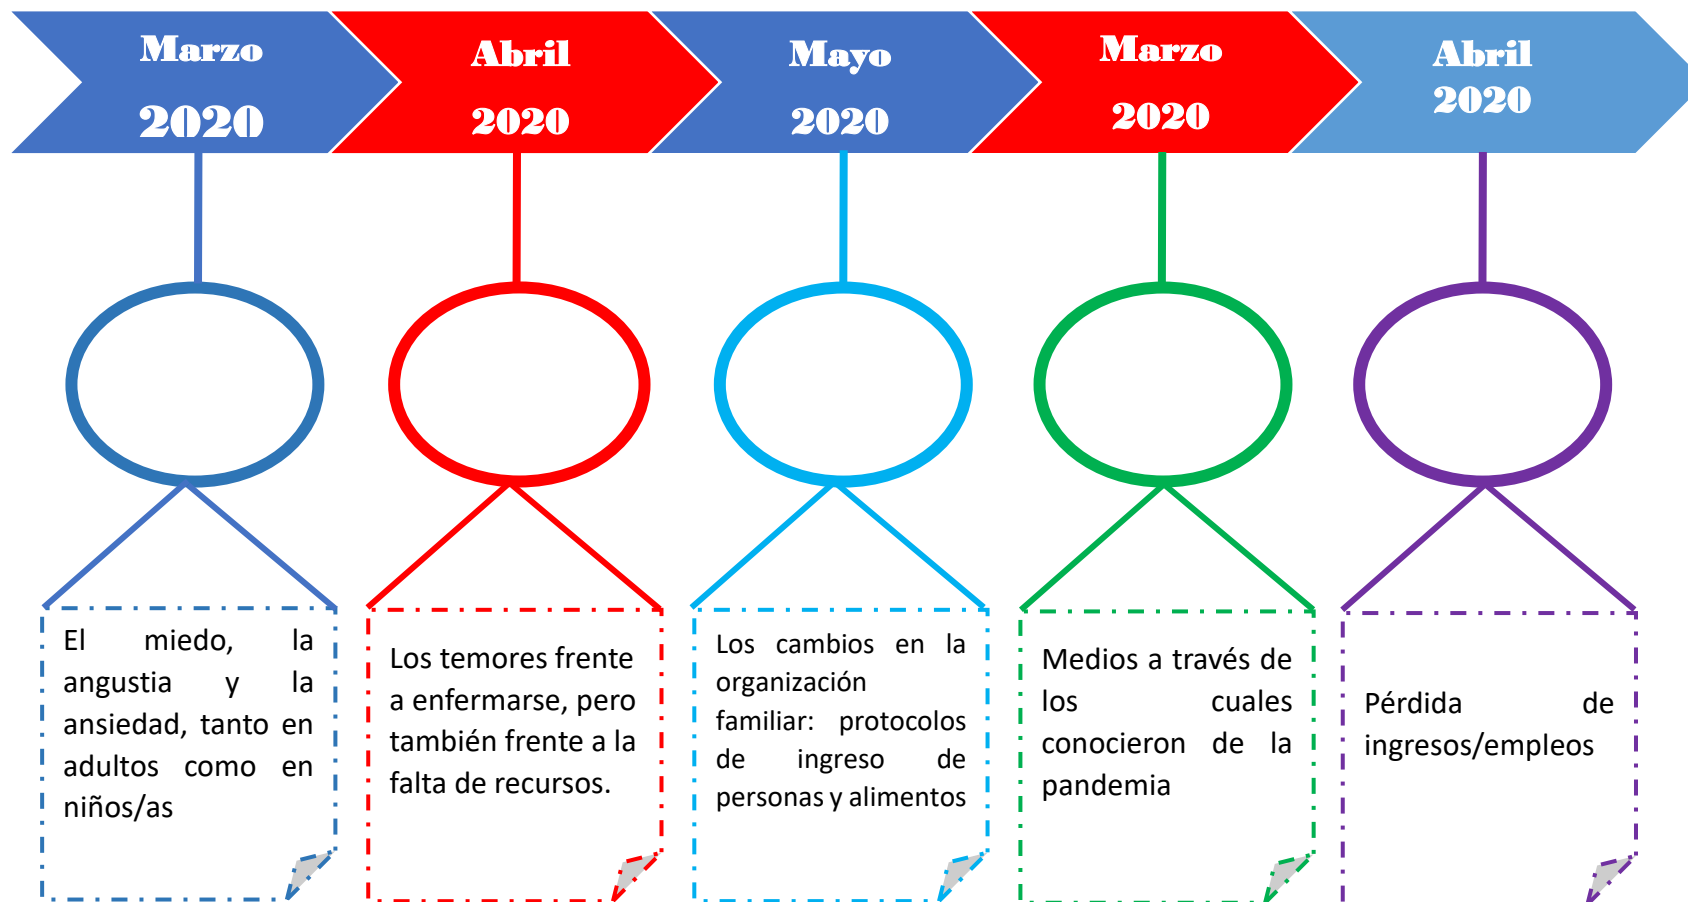 Marzo
2020
Abril
2020
Mayo
2020
Marzo
2020
Abril
2020
El miedo, la
angustia y la
ansiedad, tanto en
adultos como en
niños/as
Los temores frente
a enfermarse, pero
también frente a la
falta de recursos.
Los cambios en la
organización
familiar: protocolos
de ingreso de
personas y alimentos
Medios a través de
los cuales
conocieron de la
pandemia
Pérdida de
ingresos/empleos